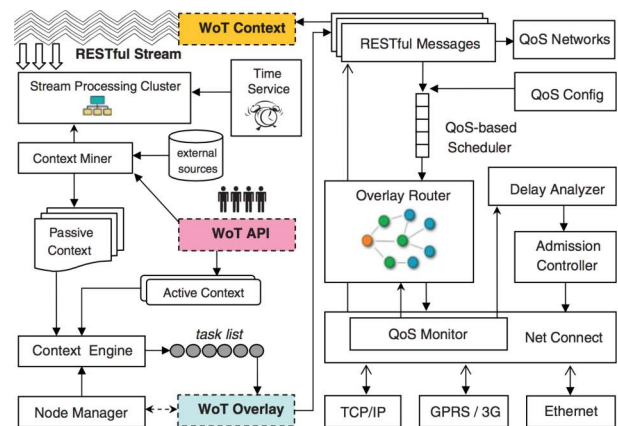 WoT Context
RESTful Stream
RESTful Messages
QoS Networks
Stream Processing Cluster
Time
Service
QoS Config
QoS-based
Scheduler
Context Miner
external
sources
Overlay Router
Delay Analyzer
Passive
Context
WoT API
Admission
Controller
Active Context
QoS Monitor
Net Connect
task list
Context Engine
Node Manager
WoT Overlay
TCP/IP
GPRS / 3G
Ethernet